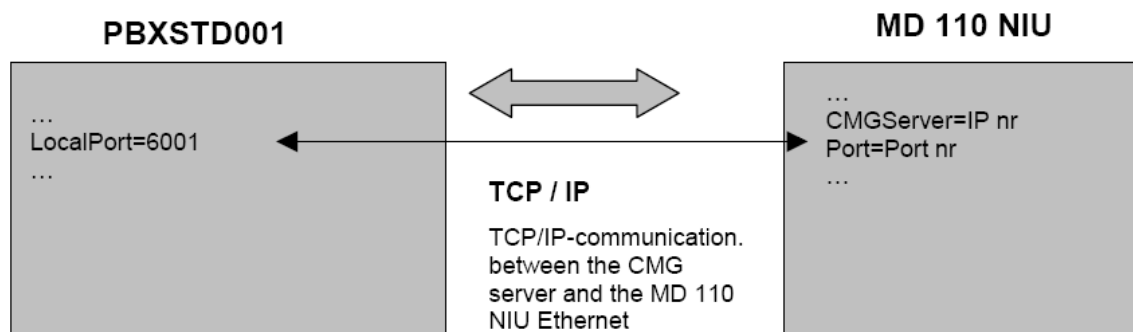 PBXSTD001
…
LocalPort=6001
…
TCP / IP
TCP/IP-communication.
between the CMG
server and the MD 110
NIU Ethernet
MD 110 NIU
…
CMGServer=IP nr
Port=Port nr
…